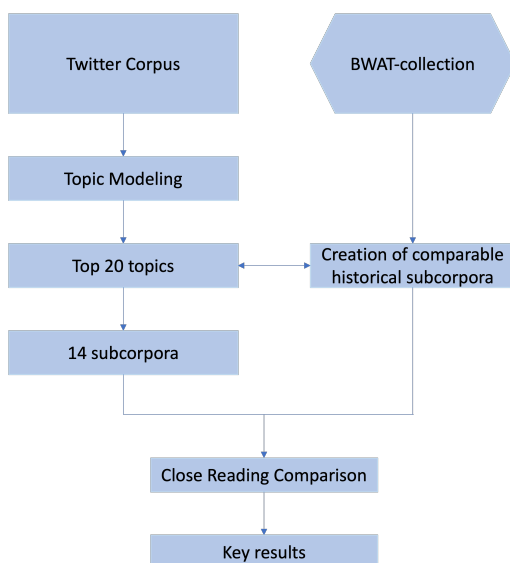 Twitter Corpus
BWAT-collection
Topic Modeling
Top 20 topics
Creation of comparable
historical subcorpora
14 subcorpora
Close Reading Comparison
Key results